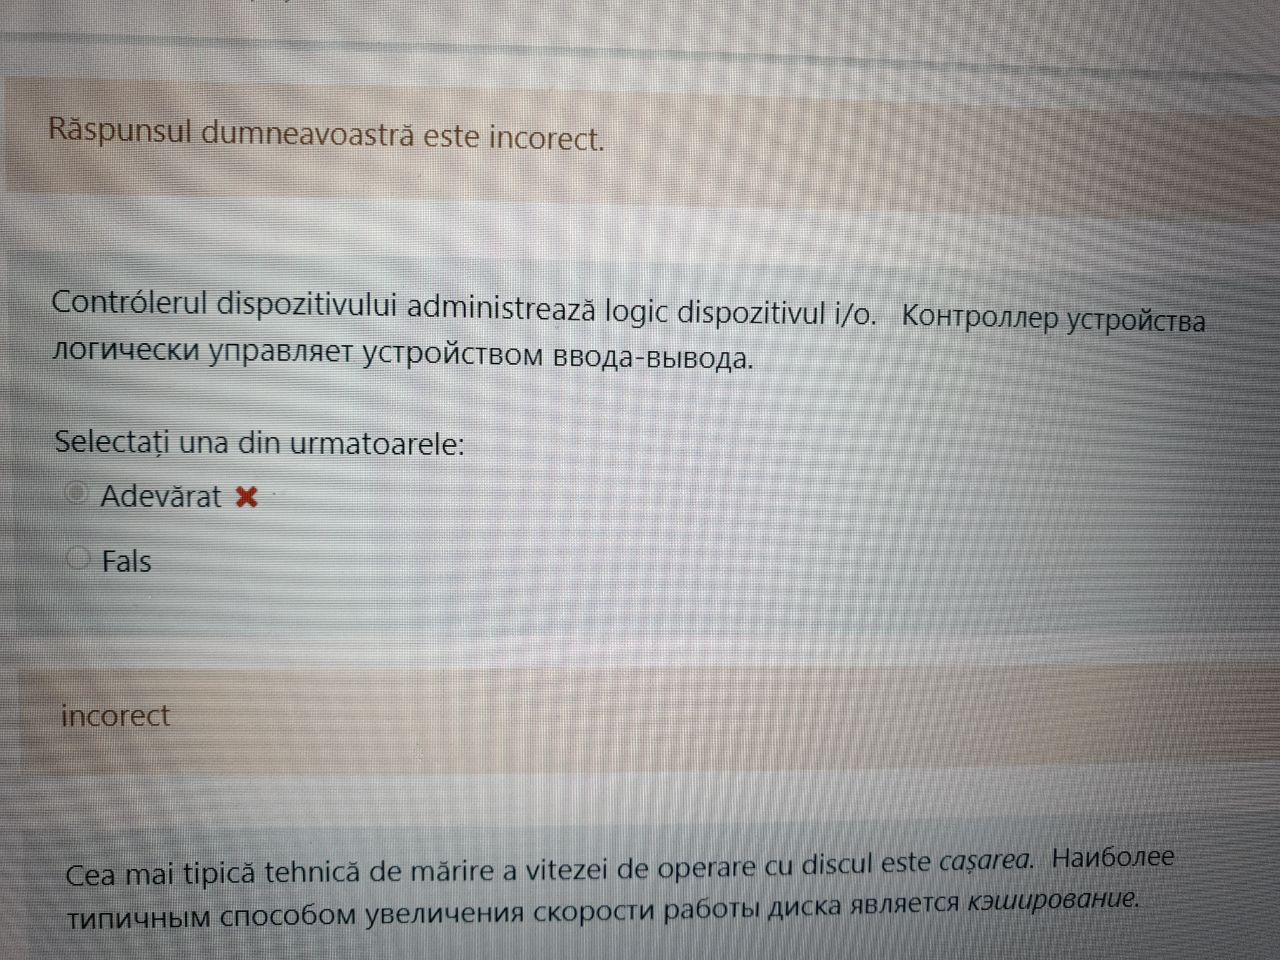 Răspunsul dumneavoastră este incorect.
Contrólerul dispozitivului administrează logic dispozitivul i/o. Контроллер устройства
логически управляет устройством ввода-вывода.
Selectați una din urmatoarele:
Adevărat
Fals
incorect
Cea mai tipică tehnică de mărire a vitezei de operare cu discul este cașarea. Наиболее
типичным способом увеличения скорости работы диска является кэширование.